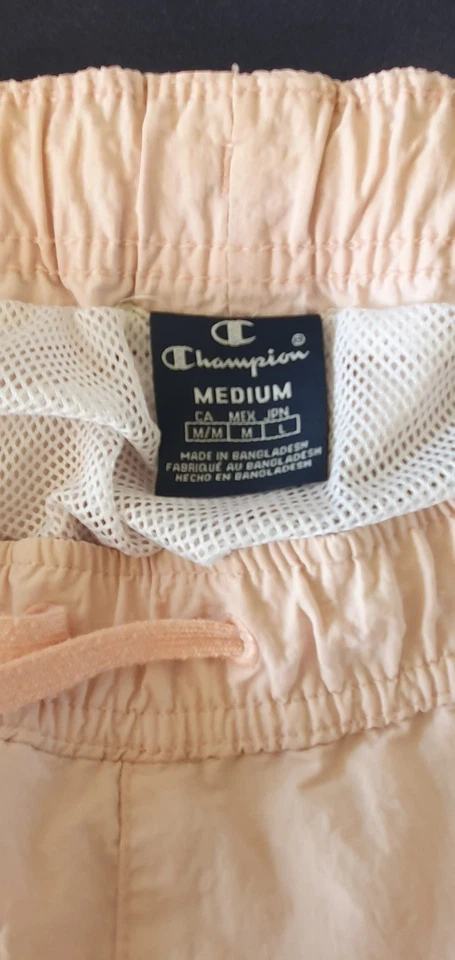 Champion®
MEDIUM
CA MEX JPN
M/M M L
MADE IN BANGLADESH
FABRIQUÉ AU BANGLADESH
HECHO EN BANGLADESH